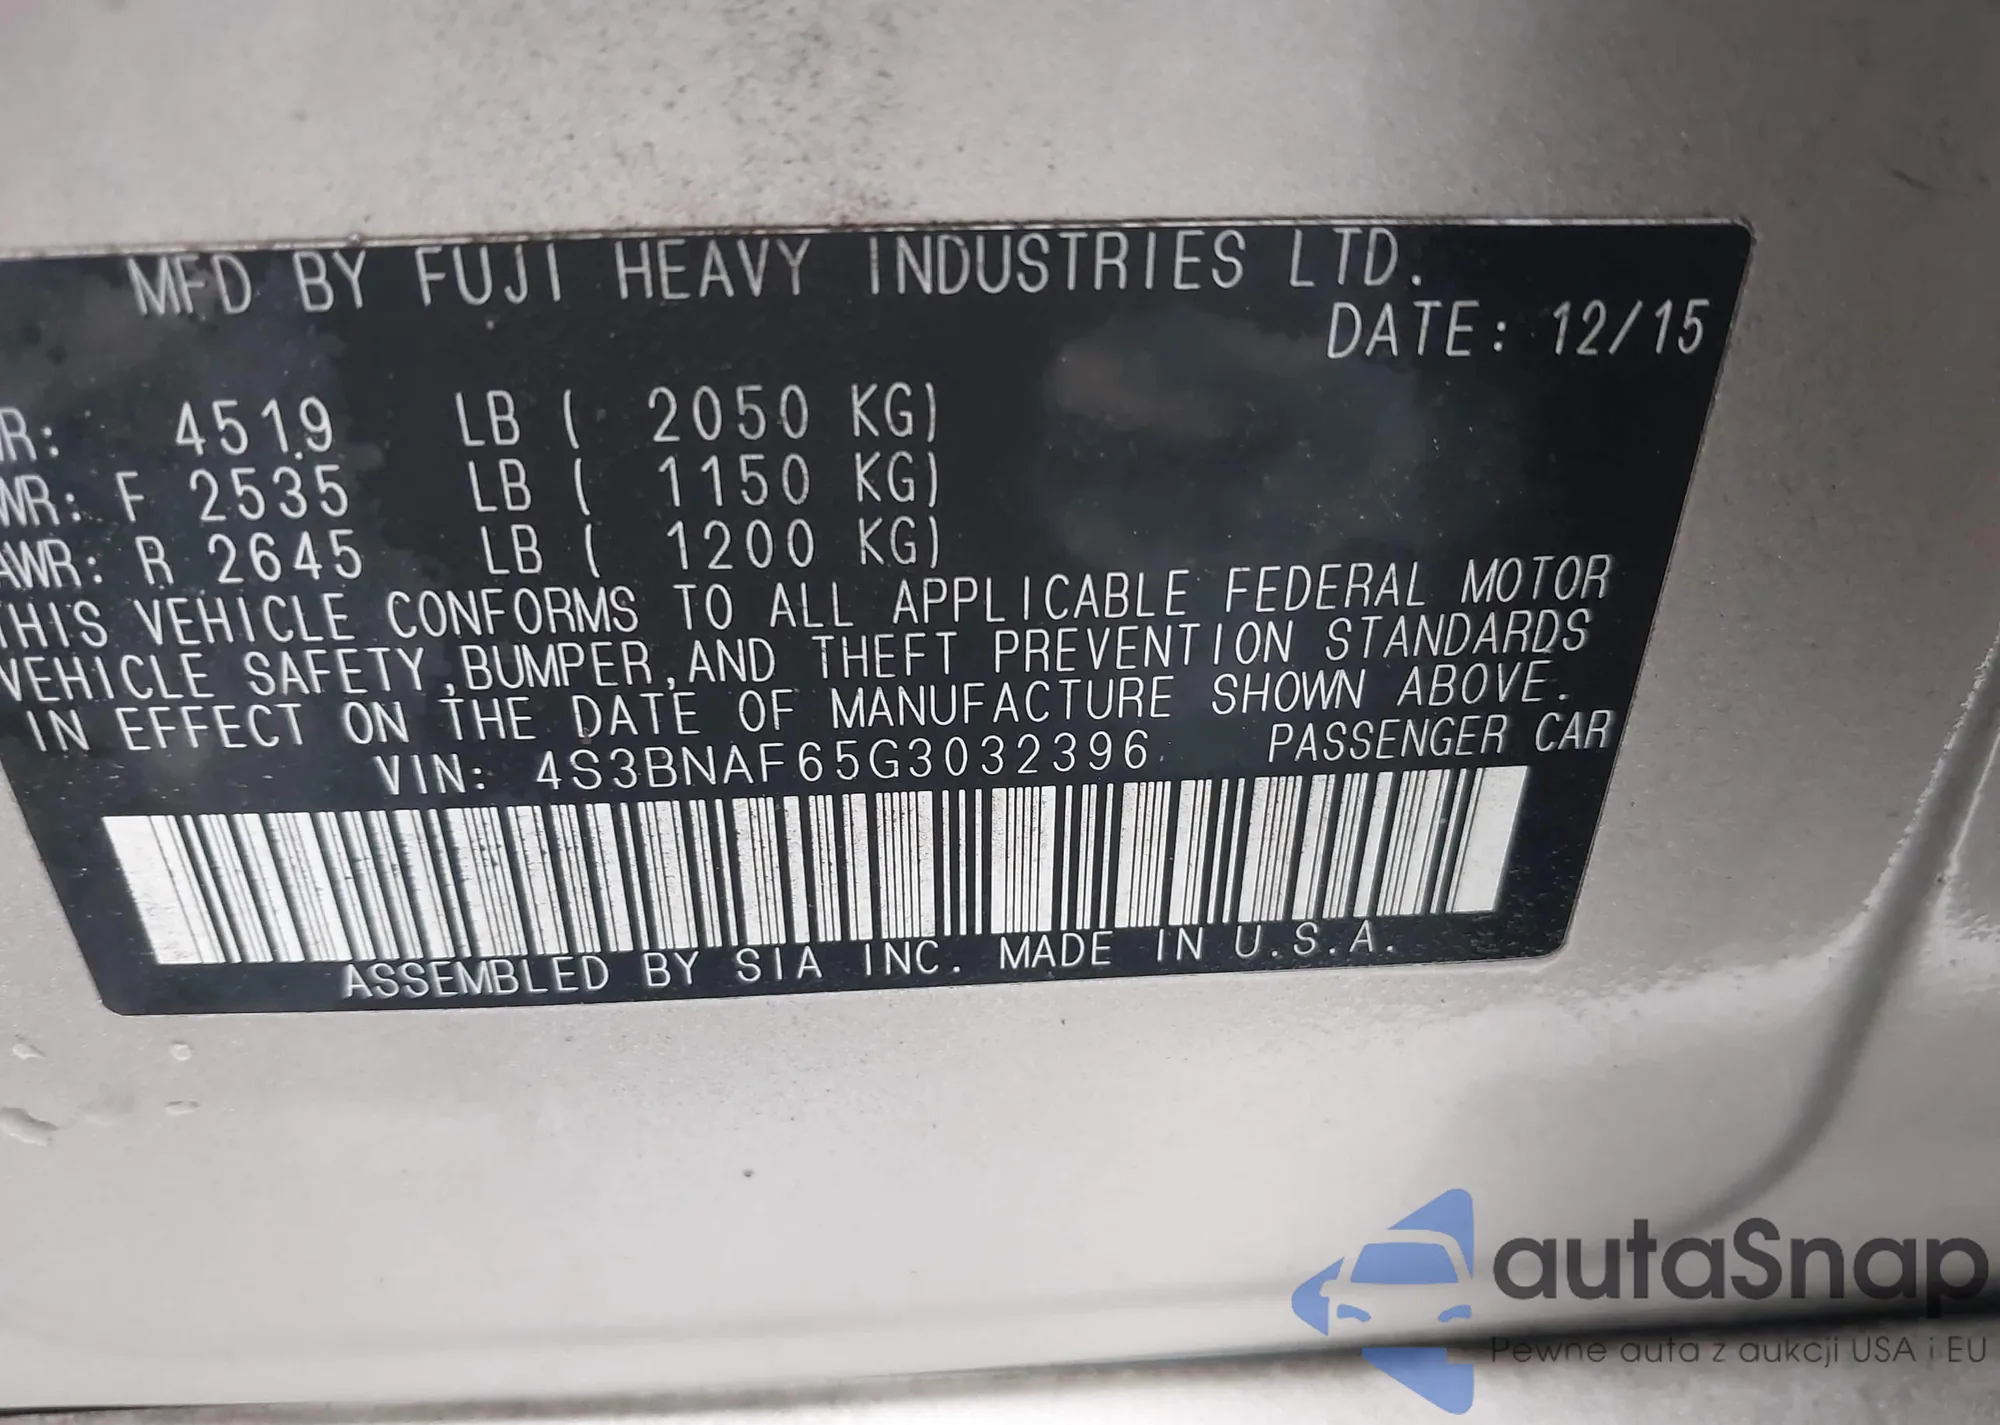 MFD BY FUJI HEAVY INDUSTRIES LTD.
DATE: 12/15
R: 4519 LB ( 2050 KG)
WR: F 2535 LB ( 1150 KG)
AWR: R 2645 LB ( 1200 KG)
THIS VEHICLE CONFORMS TO ALL APPLICABLE FEDERAL MOTOR
VEHICLE SAFETY,BUMPER,AND THEFT PREVENTION STANDARDS
IN EFFECT ON THE DATE OF MANUFACTURE SHOWN ABOVE.
VIN: 4S3BNAF65G3032396 PASSENGER CAR
ASSEMBLED BY SIA INC. MADE IN U.S.A.
autaSnap
Pewne auta z aukcji USA i EU